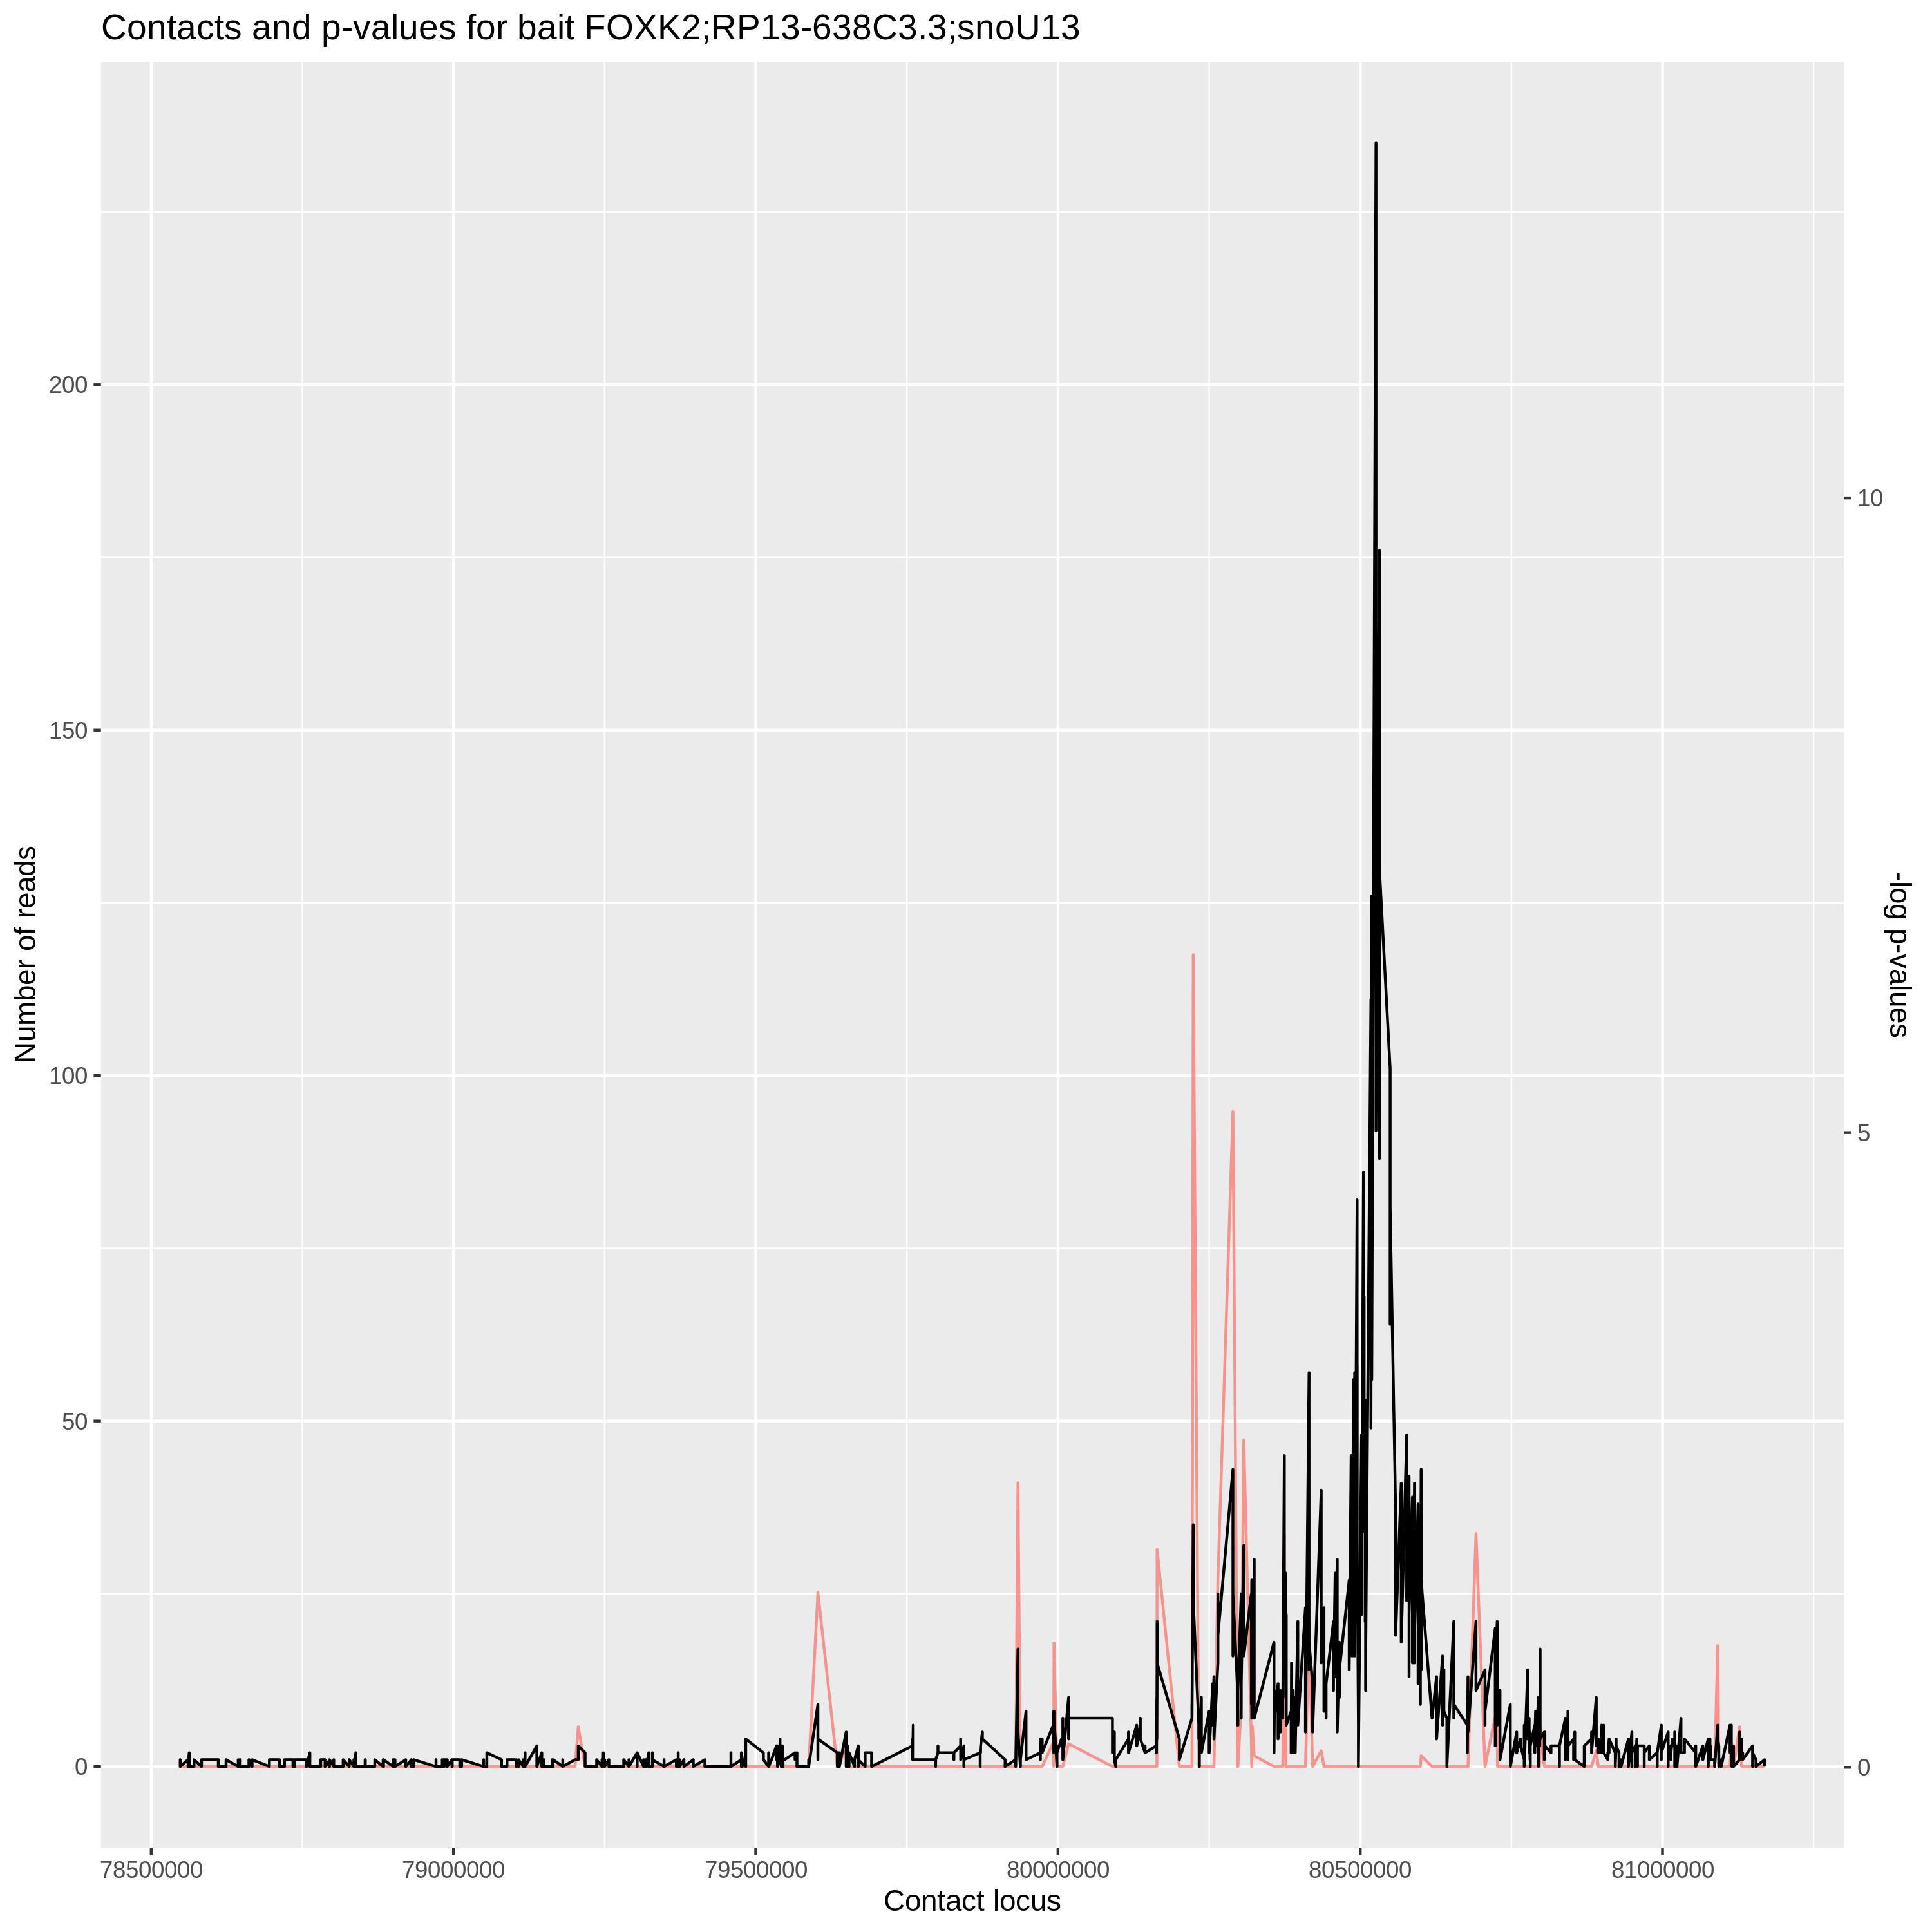 Contacts and p-values for bait FOXK2;RP13-638C3.3;snoU13
Number of reads
200
150
100
50
0
10
5
0
-log p-values
78500000 79000000 79500000 80000000 80500000 81000000
Contact locus